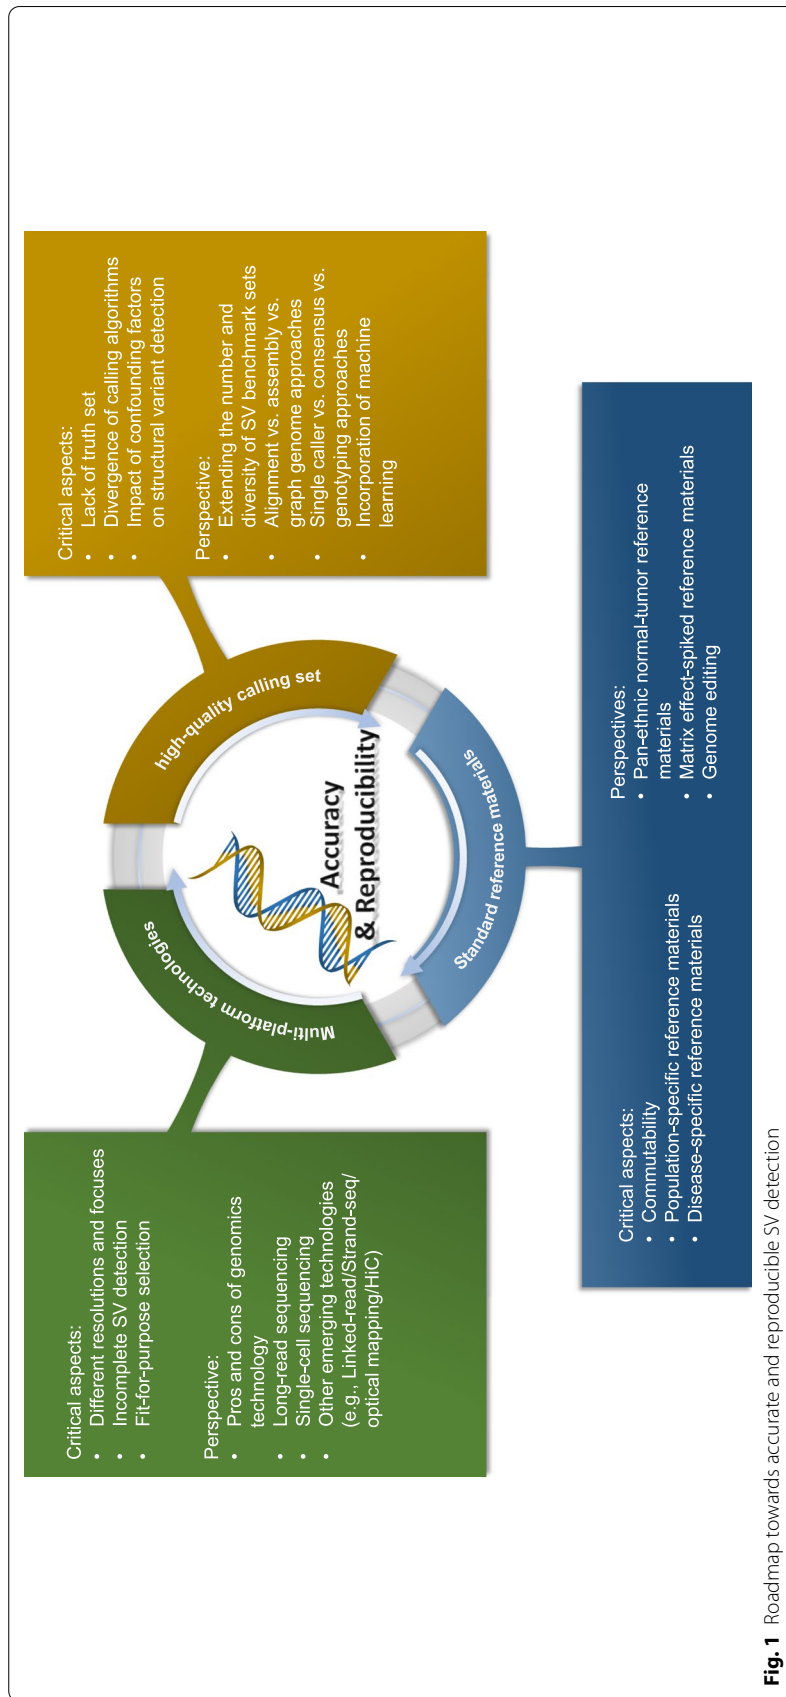 Critical aspects:
• Different resolutions and focuses
• Incomplete SV detection
• Fit-for-purpose selection
Perspective:
• Pros and cons of genomics
technology
• Long-read sequencing
• Single-cell sequencing
• Other emerging technologies
(e.g., Linked-read/Strand-seq/
optical mapping/HiC)
Multi-platform technologies
high-quality calling set
Accuracy
& Reproducibility
Standard reference materials
Critical aspects:
• Lack of truth set
• Divergence of calling algorithms
• Impact of confounding factors
on structural variant detection
Perspective:
• Extending the number and
diversity of SV benchmark sets
• Alignment vs. assembly vs.
graph genome approaches
• Single caller vs. consensus vs.
genotyping approaches
• Incorporation of machine
learning
Critical aspects:
• Commutability
• Population-specific reference materials
• Disease-specific reference materials
Perspectives:
• Pan-ethnic normal-tumor reference
materials
• Matrix effect-spiked reference materials
• Genome editing
Fig. 1 Roadmap towards accurate and reproducible SV detection